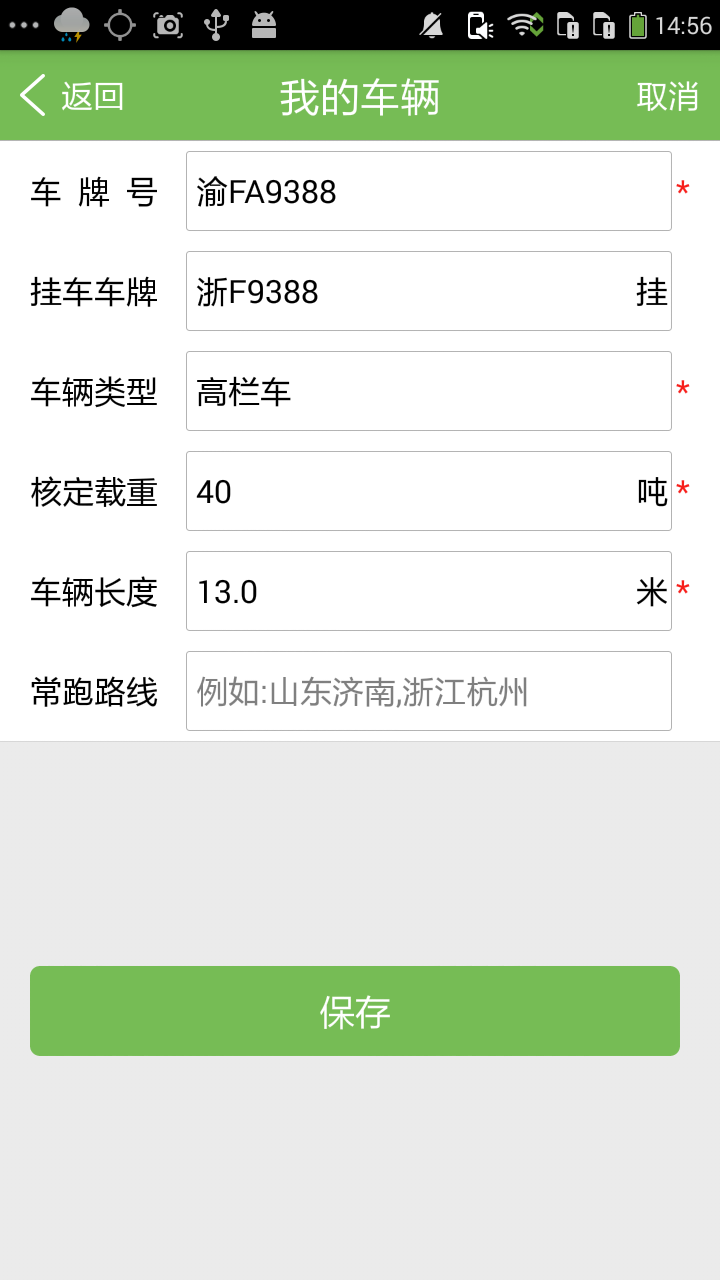 14:56
返回 我的车辆 取消
车牌号 渝FA9388 *
挂车车牌 浙F9388 挂
车辆类型 高栏车 *
核定载重 40 吨 *
车辆长度 13.0 米 *
常跑路线 例如:山东济南,浙江杭州
保存